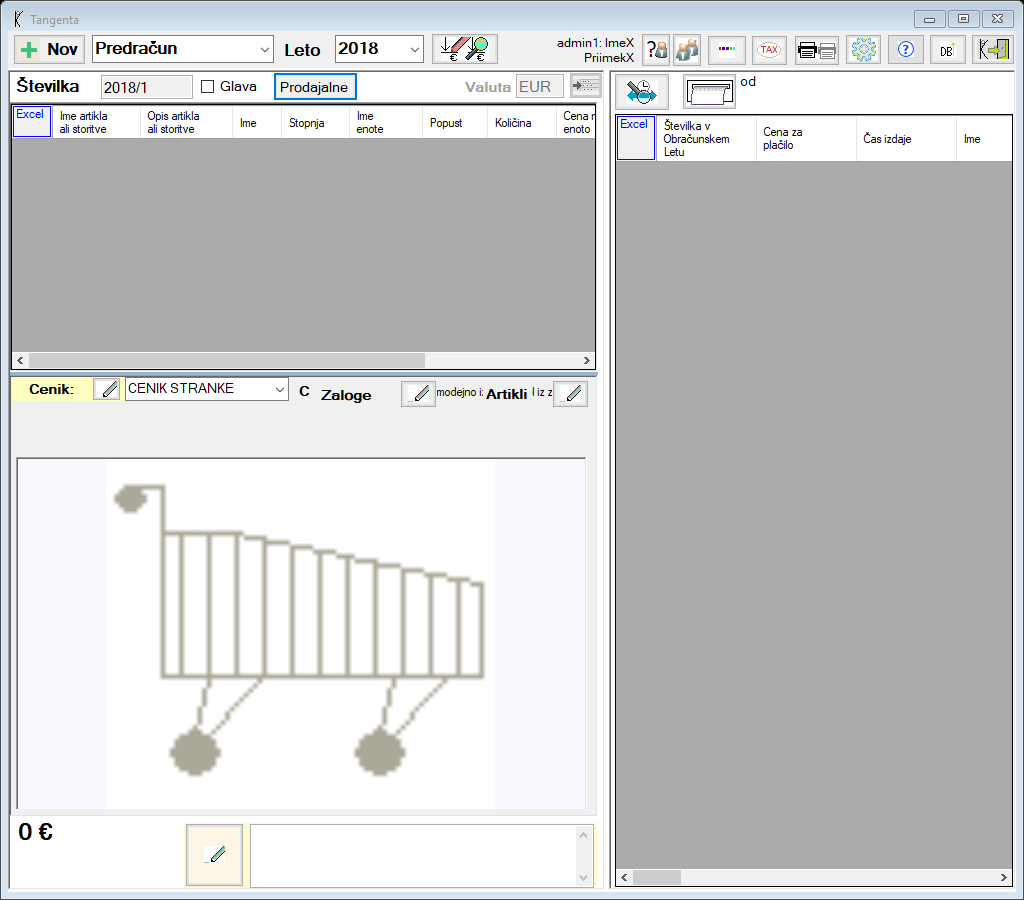 Tangenta
Nov
Predračun
Leto
2018
€ €
admin1: ImeX
PriimekX
?
TAX
?
DB
Številka
2018/1
Glava
Prodajalne
Valuta
EUR
od
Excel
Ime artikla
ali storitve
Opis artikla
ali storitve
Ime
Stopnja
Ime
enote
Popust
Količina
Cena
enoto
Excel
Številka v
Obračunskem
Letu
Cena za
plačilo
Čas izdaje
Ime
Cenik:
CENIK STRANKE
C
Zaloge
modejno i:
Artikli
iz z
0 €